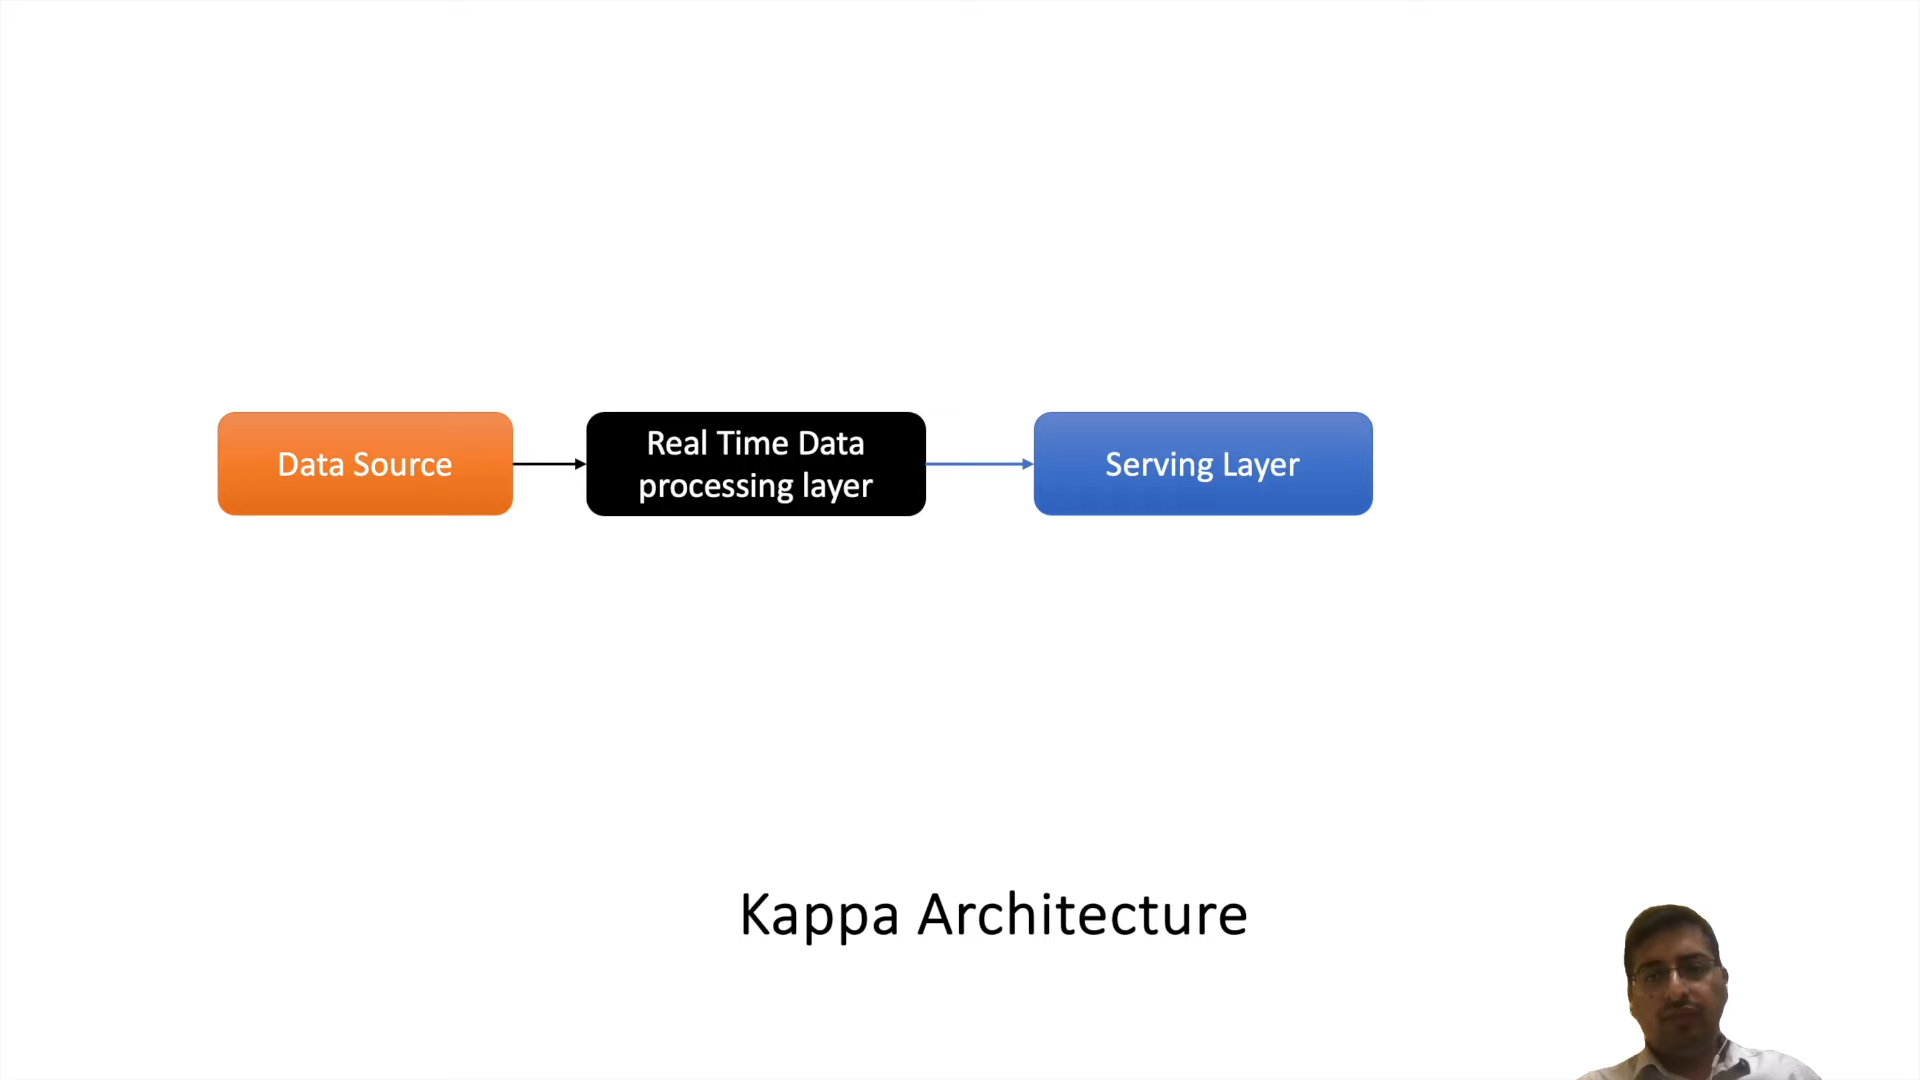 Data Source
Real Time Data
processing layer
Serving Layer
Kappa Architecture